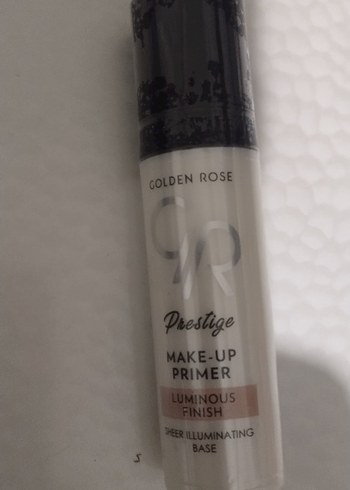 GOLDEN ROSE
GR
Prestige
MAKE-UP
PRIMER
LUMINOUS
FINISH
SHEER ILLUMINATING
BASE